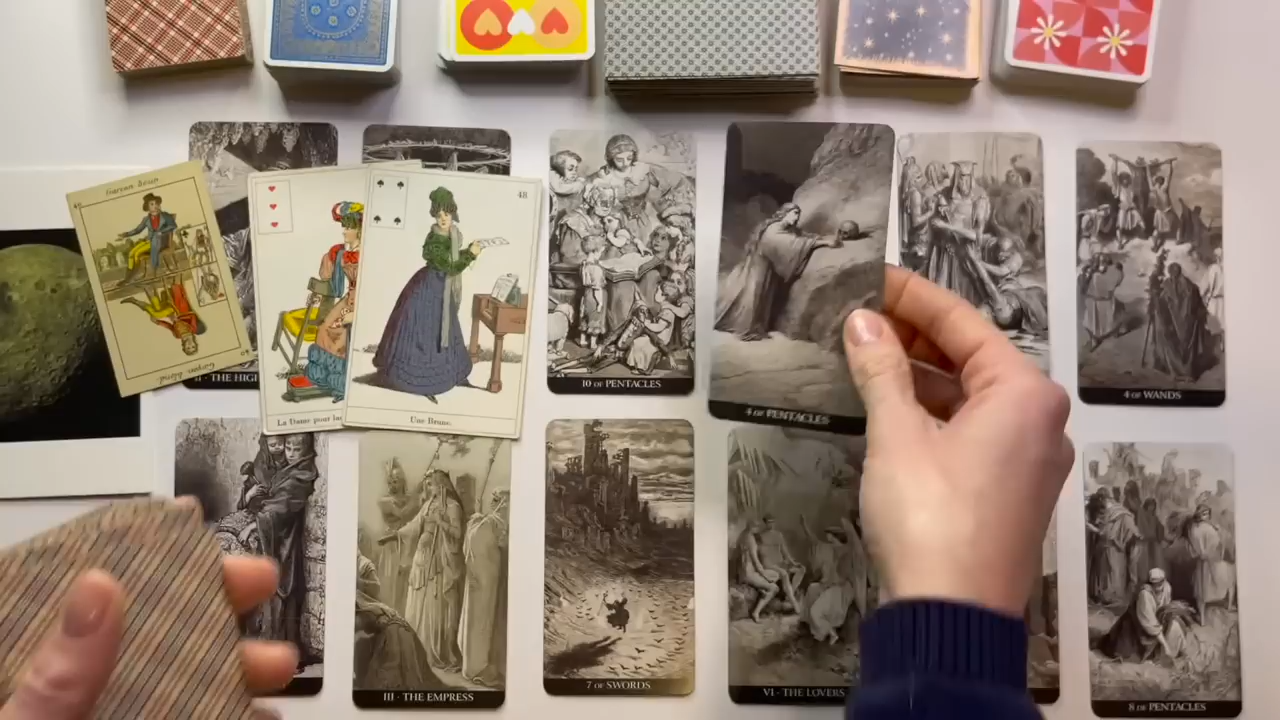 Garçon brun
48
II · THE HIGH
La Dame pour la
Une Brune.
10 OF PENTACLES
4 OF PENTACLES
4 OF WANDS
III · THE EMPRESS
7 OF SWORDS
VI · THE LOVERS
8 OF PENTACLES